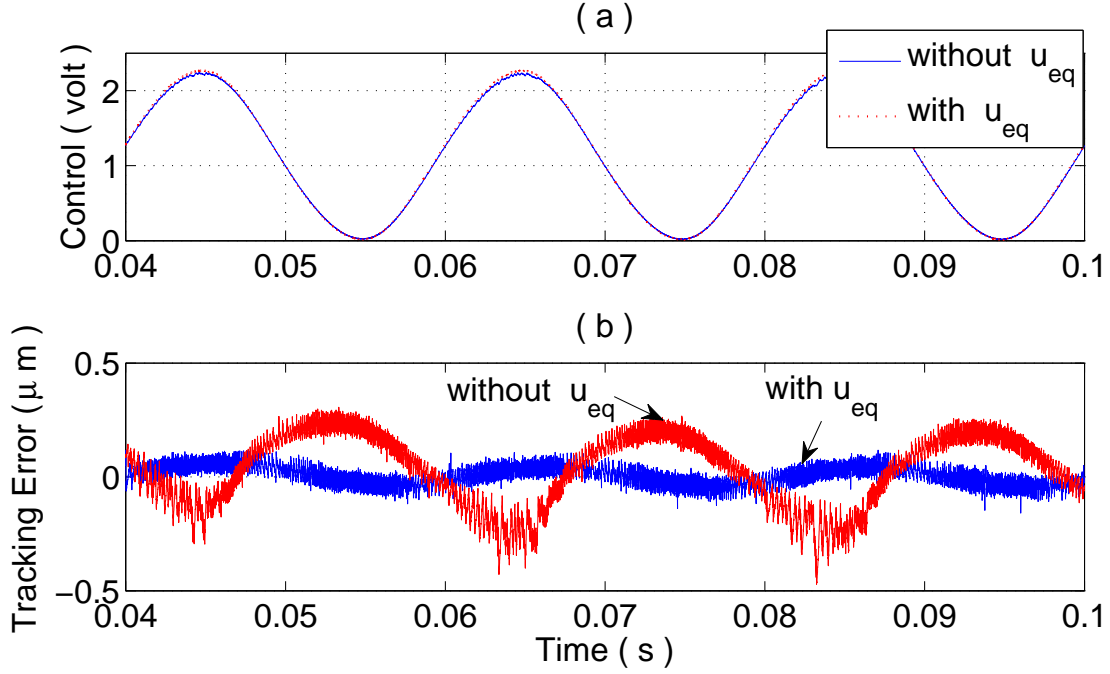 ( a )
Control ( volt )
2
1
0
without u_eq
with u_eq
0.04 0.05 0.06 0.07 0.08 0.09 0.1
( b )
Tracking Error ( μ m )
0.5
0
−0.5
without u_eq
with u_eq
0.04 0.05 0.06 0.07 0.08 0.09 0.1
Time ( s )